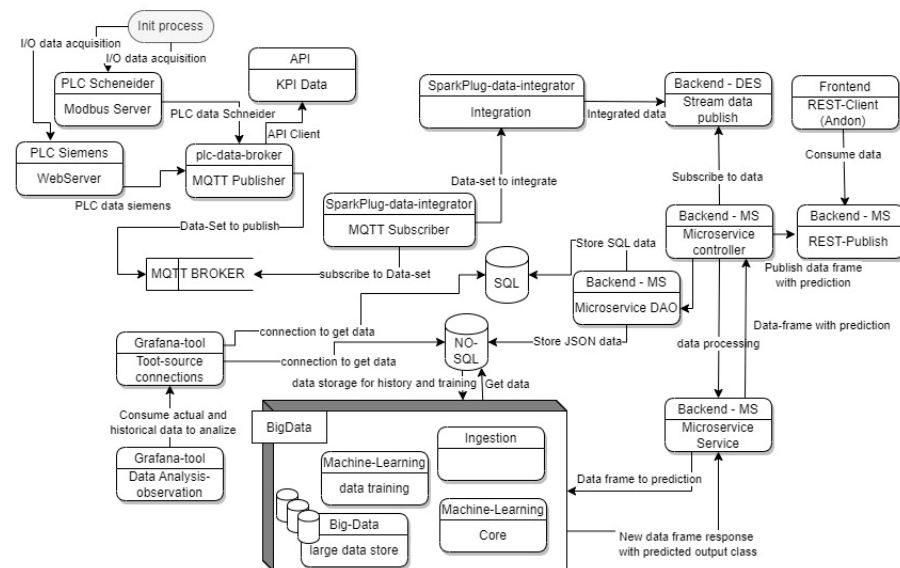 Init process
I/O data acquisition
I/O data acquisition
PLC Scheneider
Modbus Server
API
KPI Data
PLC data Schneider
API Client
PLC Siemens
WebServer
plc-data-broker
MQTT Publisher
PLC data siemens
Data-Set to publish
MQTT BROKER
SparkPlug-data-integrator
Integration
Integrated data
Data-set to integrate
SparkPlug-data-integrator
MQTT Subscriber
subscribe to Data-set
Backend - DES
Stream data
publish
Frontend
REST-Client
(Andon)
Consume data
Subscribe to data
Backend - MS
Microservice
controller
Backend - MS
REST-Publish
Publish data frame
with prediction
Store SQL data
SQL
Backend - MS
Microservice DAO
Store JSON data
NO-
SQL
Data-frame with prediction
data processing
Grafana-tool
Toot-source
connections
connection to get data
connection to get data
Consume actual and
historical data to analize
Grafana-tool
Data Analysis-
observation
data storage for history and training
Get data
BigData
Ingestion
Machine-Learning
data training
Big-Data
large data store
Machine-Learning
Core
Backend - MS
Microservice
Service
Data frame to prediction
New data frame response
with predicted output class